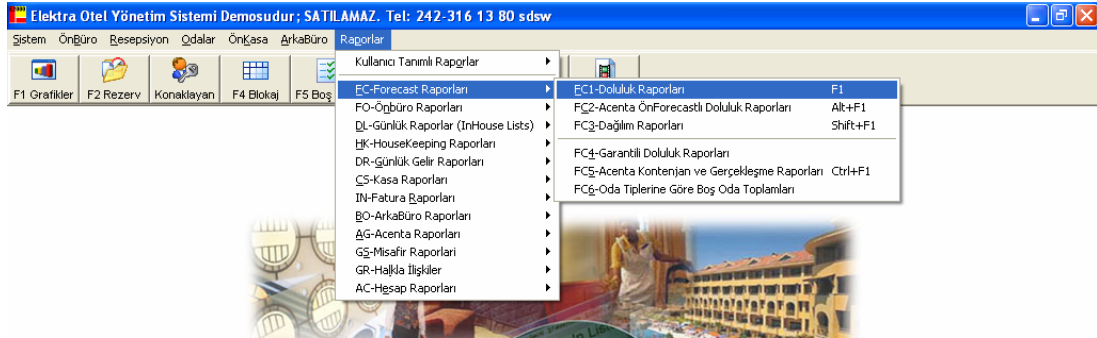 Elektra Otel Yönetim Sistemi Demosudur; SATILAMAZ. Tel: 242-316 13 80 sdsw
Sistem ÖnBüro Resepsiyon Odalar ÖnKasa ArkaBüro Raporlar
F1 Grafikler F2 Rezerv Konaklayan F4 Blokaj F5 Boş
Kullanıcı Tanımlı Raporlar
FC-Forecast Raporları
FO-Önbüro Raporları
DL-Günlük Raporlar (InHouse Lists)
HK-HouseKeeping Raporları
DR-Günlük Gelir Raporları
CS-Kasa Raporları
IN-Fatura Raporları
BO-ArkaBüro Raporları
AG-Acenta Raporları
GS-Misafir Raporlari
GR-Halkla İlişkiler
AC-Hesap Raporları
FC1-Doluluk Raporları F1
FC2-Acenta ÖnForecastlı Doluluk Raporları Alt+F1
FC3-Dağılım Raporları Shift+F1
FC4-Garantili Doluluk Raporları
FC5-Acenta Kontenjan ve Gerçekleşme Raporları Ctrl+F1
FC6-Oda Tiplerine Göre Boş Oda Toplamları